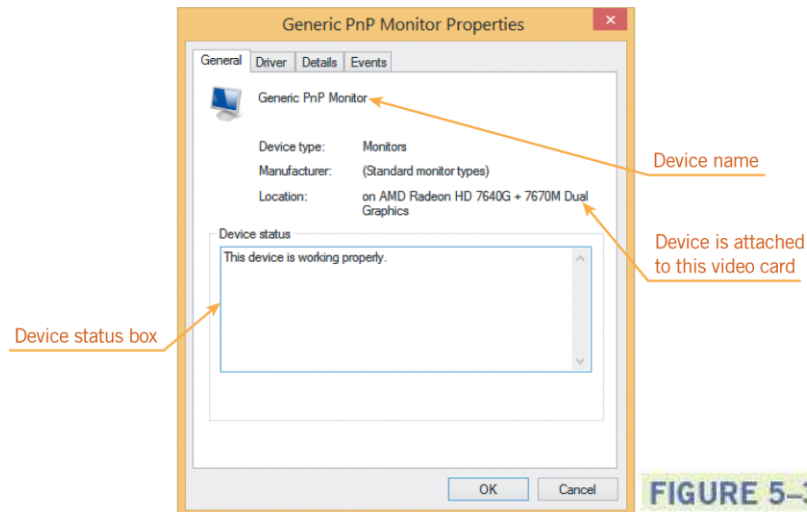 Generic PnP Monitor Properties
General Driver Details Events
Generic PnP Monitor
Device name
Device type: Monitors
Manufacturer: (Standard monitor types)
Location: on AMD Radeon HD 7640G + 7670M Dual
Graphics
Device is attached
to this video card
Device status
This device is working properly.
Device status box
OK Cancel
FIGURE 5–3